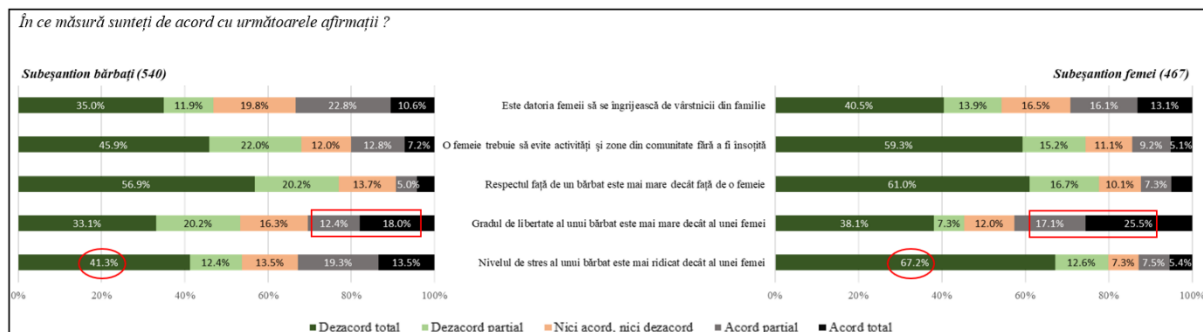 În ce măsură sunteți de acord cu următoarele afirmații ?
Subeșantion bărbați (540)
Subeșantion femei (467)
35.0% 11.9% 19.8% 22.8% 10.6%
Este datoria femeii să se îngrijească de vârstnicii din familie
40.5% 13.9% 16.5% 16.1% 13.1%
45.9% 22.0% 12.0% 12.8% 7.2%
O femeie trebuie să evite activități și zone din comunitate fără a fi însoțită
59.3% 15.2% 11.1% 9.2% 5.1%
56.9% 20.2% 13.7% 5.0%
Respectul față de un bărbat este mai mare decât față de o femeie
61.0% 16.7% 10.1% 7.3%
33.1% 20.2% 16.3% 12.4% 18.0%
Gradul de libertate al unui bărbat este mai mare decât al unei femei
38.1% 7.3% 12.0% 17.1% 25.5%
41.3% 12.4% 13.5% 19.3% 13.5%
Nivelul de stres al unui bărbat este mai ridicat decât al unei femei
67.2% 12.6% 7.3% 7.5% 5.4%
0% 20% 40% 60% 80% 100%
0% 20% 40% 60% 80% 100%
Dezacord total Dezacord parțial Nici acord, nici dezacord Acord parțial Acord total